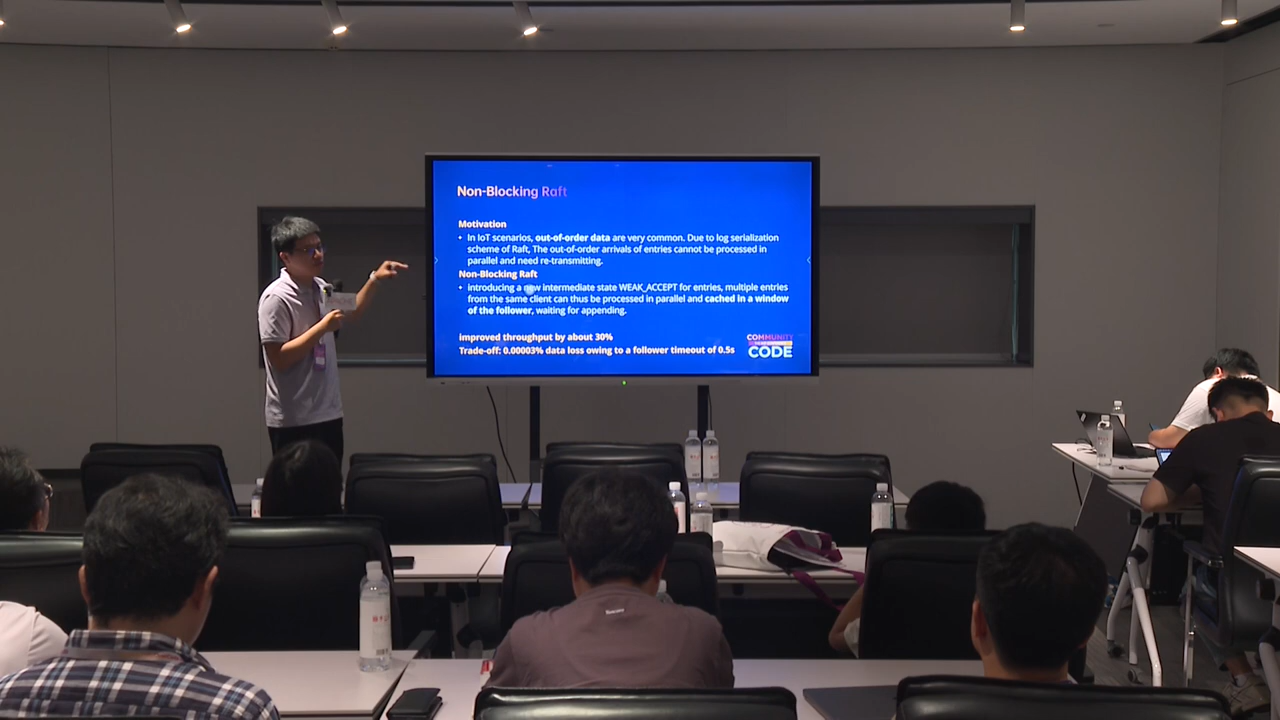 Non-Blocking Raft
Motivation
• In IoT scenarios, out-of-order data are very common. Due to log serialization
scheme of Raft, The out-of-order arrivals of entries cannot be processed in
parallel and need re-transmitting.
Non-Blocking Raft
• introducing a new intermediate state WEAK_ACCEPT for entries, multiple entries
from the same client can thus be processed in parallel and cached in a window
of the follower, waiting for appending.
improved throughput by about 30%
Trade-off: 0.00003% data loss owing to a follower timeout of 0.5s
COMMUNITY
CODE